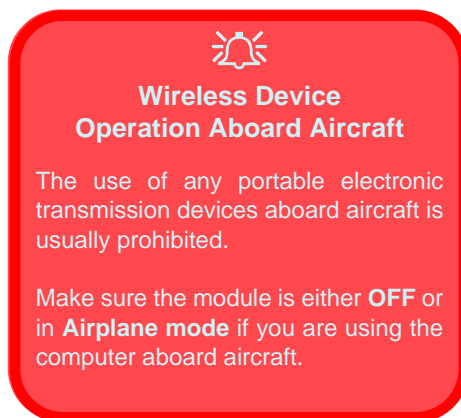 Wireless Device
Operation Aboard Aircraft
The use of any portable electronic
transmission devices aboard aircraft is
usually prohibited.
Make sure the module is either OFF or
in Airplane mode if you are using the
computer aboard aircraft.